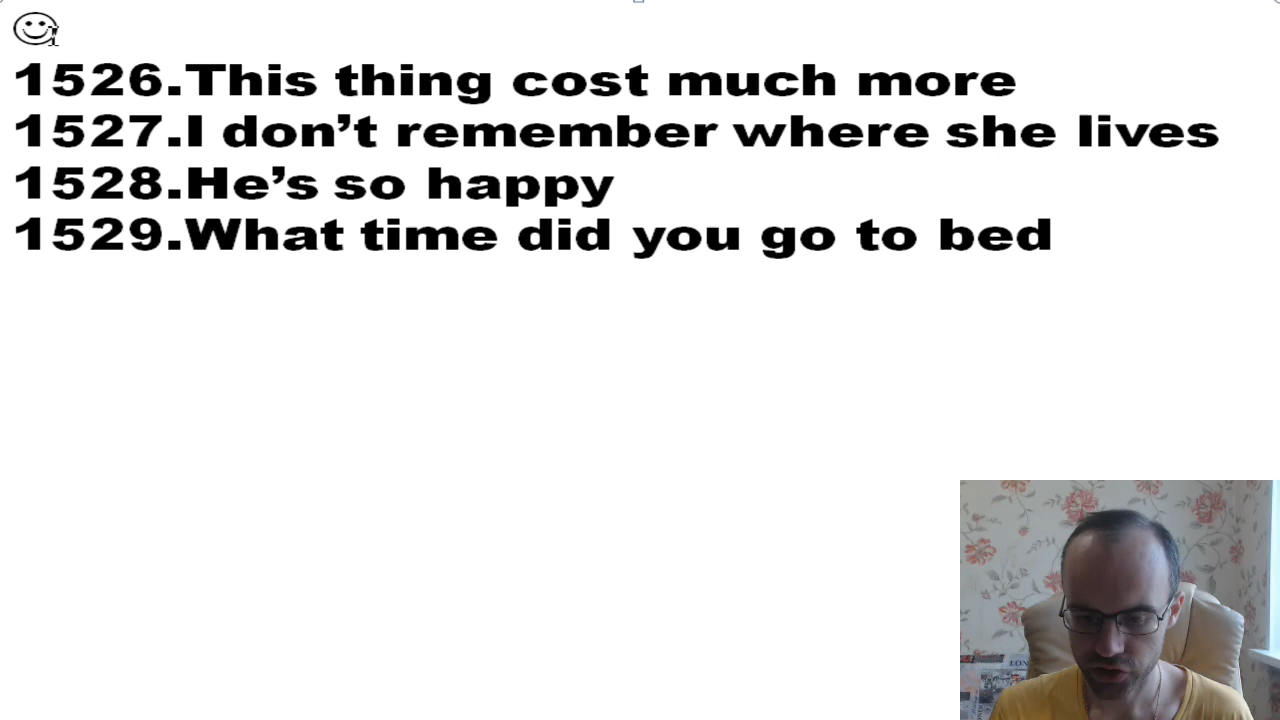 1526.This thing cost much more
1527.I don’t remember where she lives
1528.He’s so happy
1529.What time did you go to bed
LON